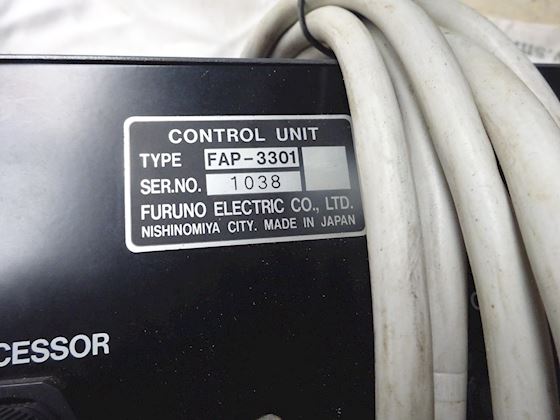 CONTROL UNIT
TYPE FAP-3301
SER.NO. 1038
FURUNO ELECTRIC CO., LTD.
NISHINOMIYA CITY. MADE IN JAPAN
CESSOR